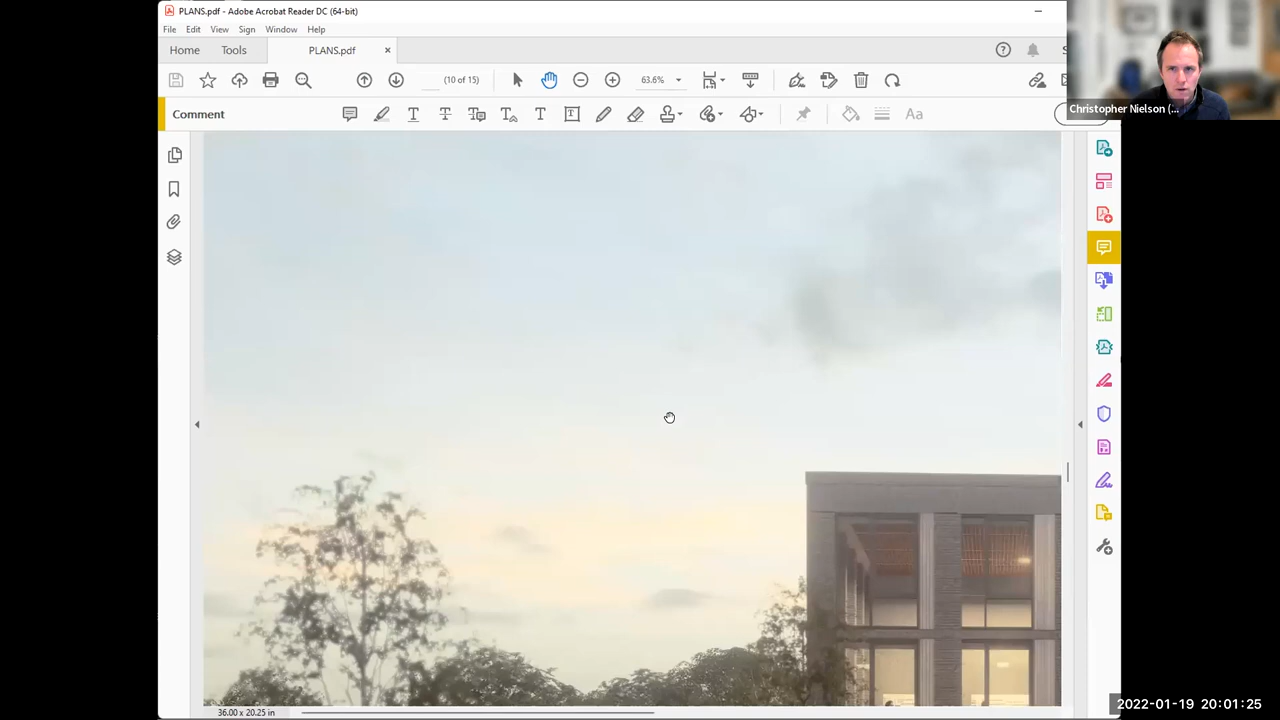 PLANS.pdf - Adobe Acrobat Reader DC (64-bit)
File Edit View Sign Window Help
Home Tools PLANS.pdf
(10 of 15) 63.6%
Comment
Christopher Nielson (...
36.00 x 20.25 in
2022-01-19 20:01:25